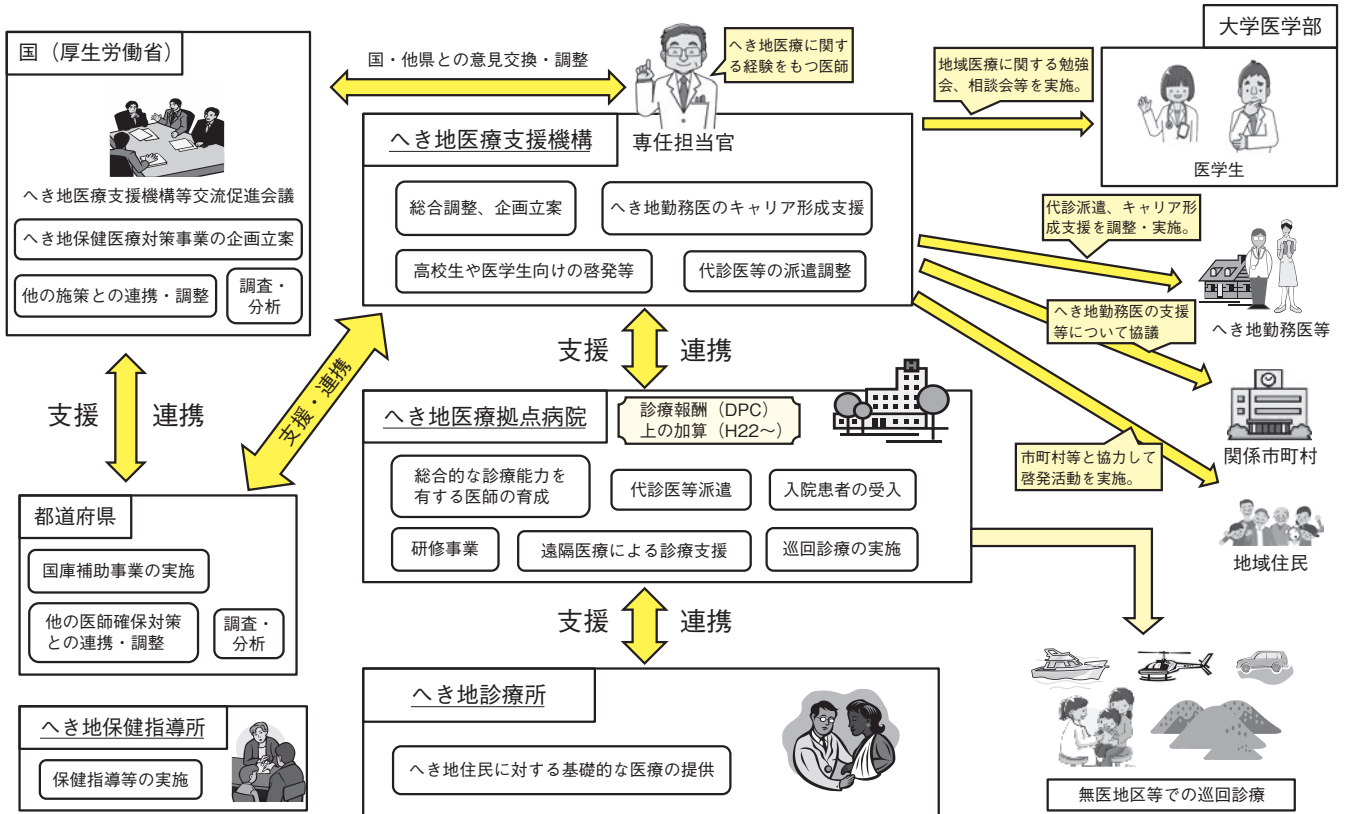 国（厚生労働省）
へき地医療支援機構等交流促進会議
へき地保健医療対策事業の企画立案
他の施策との連携・調整
調査・
分析
国・他県との意見交換・調整
へき地医療に関す
る経験をもつ医師
専任担当官
へき地医療支援機構
総合調整、企画立案
へき地勤務医のキャリア形成支援
高校生や医学生向けの啓発等
代診医等の派遣調整
地域医療に関する勉強
会、相談会等を実施。
大学医学部
医学生
代診派遣、キャリア形
成支援を調整・実施。
へき地勤務医等
へき地勤務医の支援
等について協議
関係市町村
市町村等と協力して
啓発活動を実施。
地域住民
支援
連携
支援・連携
支援
連携
へき地医療拠点病院
診療報酬（DPC）
上の加算（H22～）
総合的な診療能力を
有する医師の育成
代診医等派遣
入院患者の受入
研修事業
遠隔医療による診療支援
巡回診療の実施
都道府県
国庫補助事業の実施
他の医師確保対策
との連携・調整
調査・
分析
支援
連携
へき地保健指導所
保健指導等の実施
へき地診療所
へき地住民に対する基礎的な医療の提供
無医地区等での巡回診療